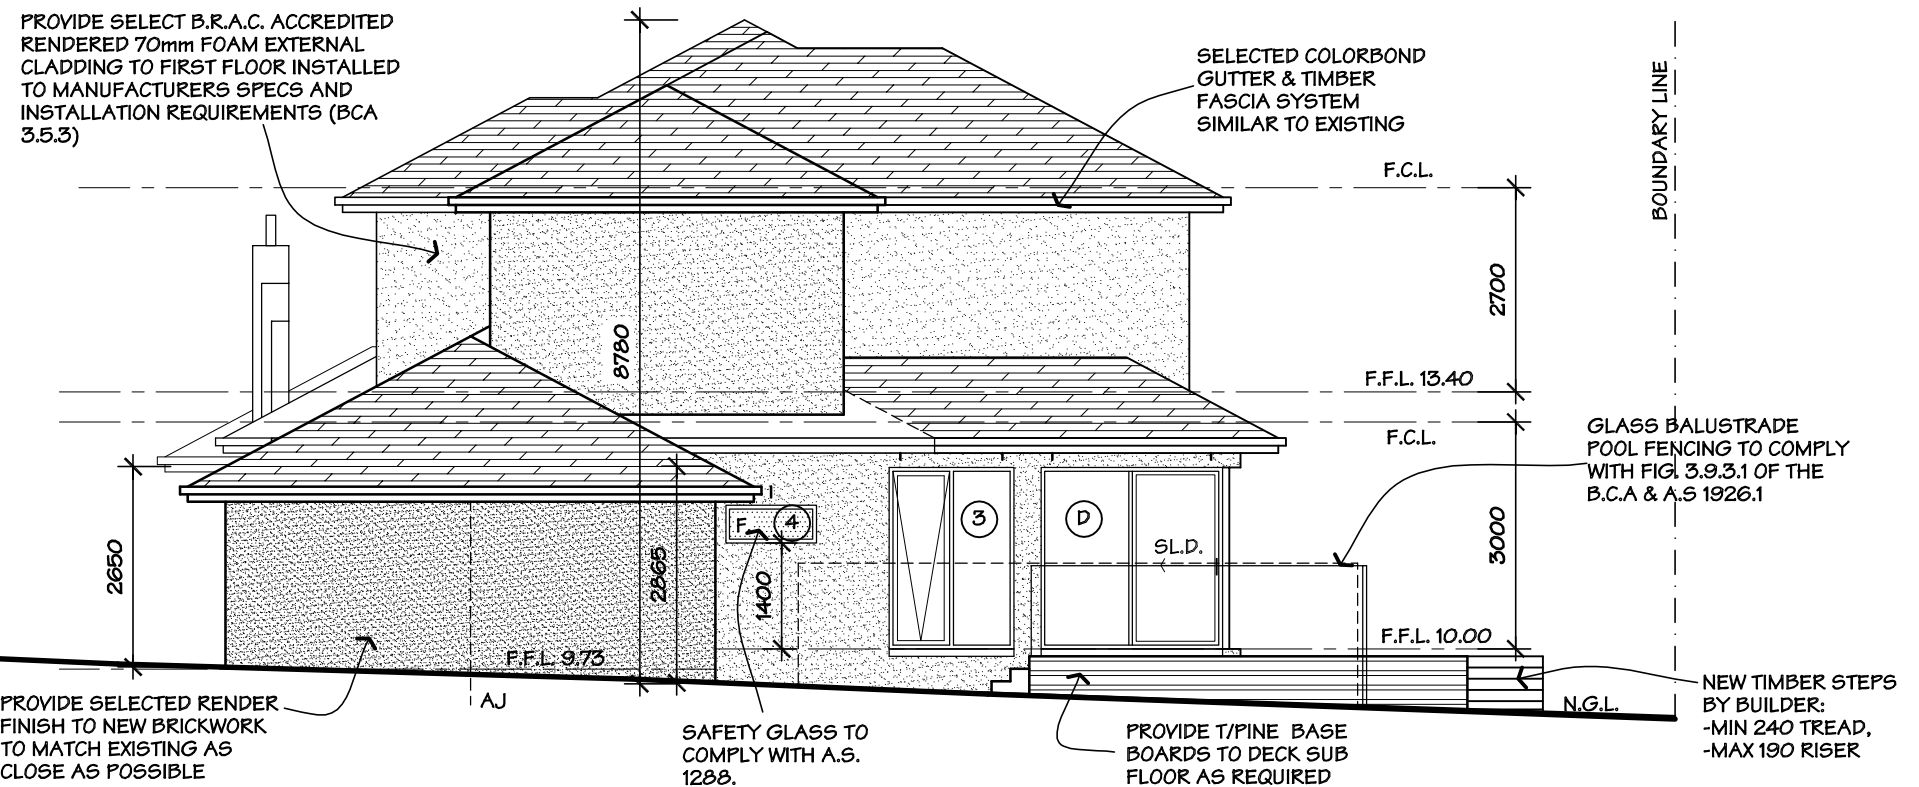 PROVIDE SELECT B.R.A.C. ACCREDITED
RENDERED 70mm FOAM EXTERNAL
CLADDING TO FIRST FLOOR INSTALLED
TO MANUFACTURERS SPECS AND
INSTALLATION REQUIREMENTS (BCA
3.5.3)
SELECTED COLORBOND
GUTTER & TIMBER
FASCIA SYSTEM
SIMILAR TO EXISTING
BOUNDARY LINE
F.C.L.
2700
8780
F.F.L. 13.40
F.C.L.
GLASS BALUSTRADE
POOL FENCING TO COMPLY
WITH FIG. 3.9.3.1 OF THE
B.C.A & A.S 1926.1
F
4
3
D
SL.D.
2650
2865
1400
3000
F.F.L. 10.00
F.F.L. 9.73
AJ
N.G.L.
PROVIDE SELECTED RENDER
FINISH TO NEW BRICKWORK
TO MATCH EXISTING AS
CLOSE AS POSSIBLE
SAFETY GLASS TO
COMPLY WITH A.S.
1288.
PROVIDE T/PINE BASE
BOARDS TO DECK SUB
FLOOR AS REQUIRED
NEW TIMBER STEPS
BY BUILDER:
-MIN 240 TREAD,
-MAX 190 RISER